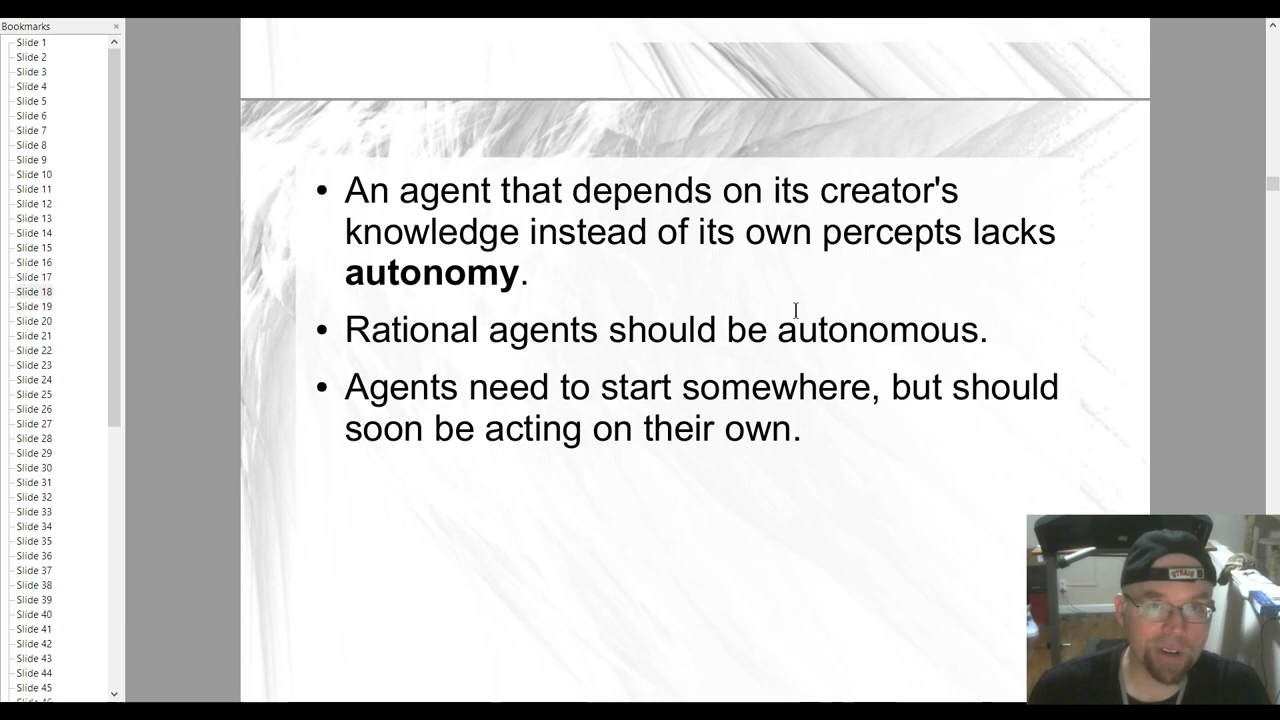 Bookmarks
Slide 1
Slide 2
Slide 3
Slide 4
Slide 5
Slide 6
Slide 7
Slide 8
Slide 9
Slide 10
Slide 11
Slide 12
Slide 13
Slide 14
Slide 15
Slide 16
Slide 17
Slide 18
Slide 19
Slide 20
Slide 21
Slide 22
Slide 23
Slide 24
Slide 25
Slide 26
Slide 27
Slide 28
Slide 29
Slide 30
Slide 31
Slide 32
Slide 33
Slide 34
Slide 35
Slide 36
Slide 37
Slide 38
Slide 39
Slide 40
Slide 41
Slide 42
Slide 43
Slide 44
Slide 45
• An agent that depends on its creator's
knowledge instead of its own percepts lacks
autonomy.
• Rational agents should be autonomous.
• Agents need to start somewhere, but should
soon be acting on their own.